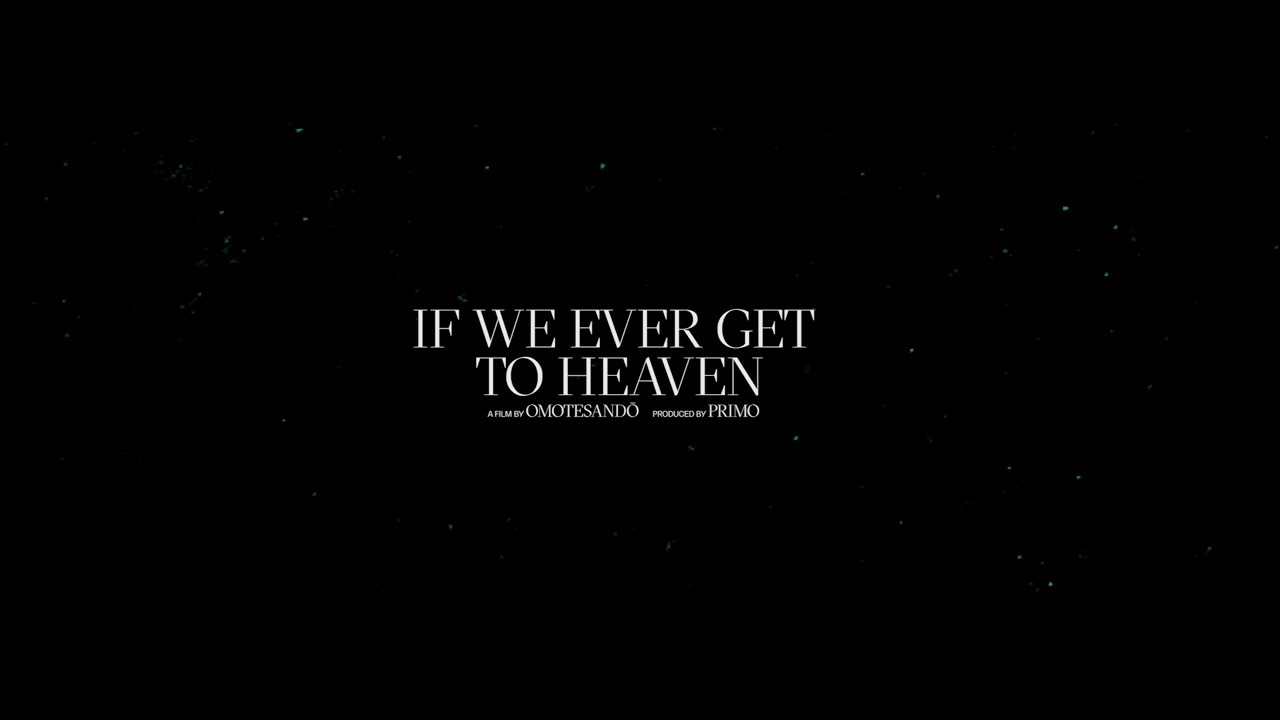 IF WE EVER GET
TO HEAVEN
A FILM BY OMOTESANDŌ PRODUCED BY PRIMO